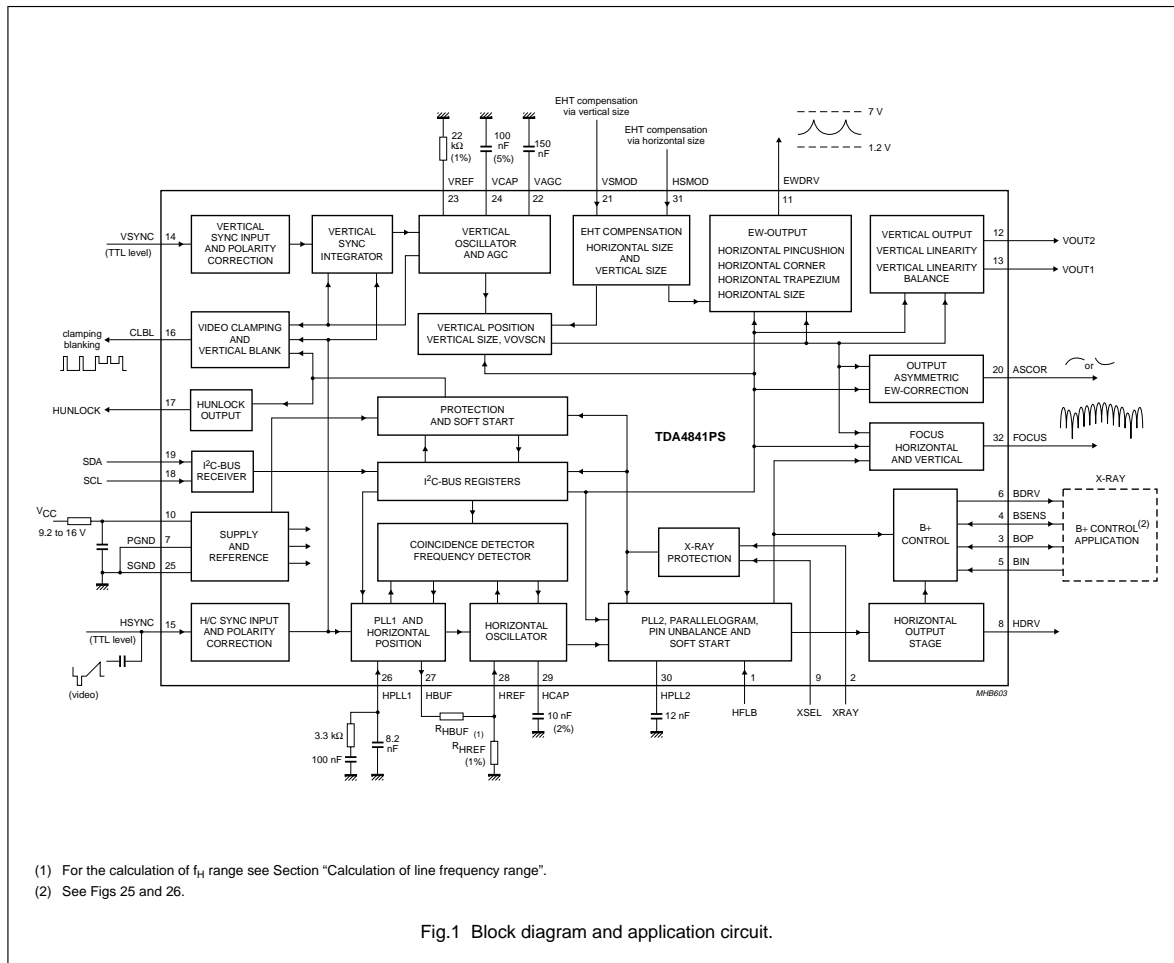 EHT compensation
via vertical size
EHT compensation
via horizontal size
7 V
1.2 V
22
kΩ
(1%)
100
nF
(5%)
150
nF
VREF
VCAP
VAGC
VSMOD
HSMOD
EWDRV
23
24
22
21
31
11
VSYNC
(TTL level)
14
VERTICAL
SYNC INPUT
AND POLARITY
CORRECTION
VERTICAL
SYNC
INTEGRATOR
VERTICAL
OSCILLATOR
AND AGC
EHT COMPENSATION
HORIZONTAL SIZE
AND
VERTICAL SIZE
EW-OUTPUT
HORIZONTAL PINCUSHION
HORIZONTAL CORNER
HORIZONTAL TRAPEZIUM
HORIZONTAL SIZE
VERTICAL OUTPUT
VERTICAL LINEARITY
VERTICAL LINEARITY
BALANCE
12
VOUT2
13
VOUT1
clamping
blanking
CLBL
16
VIDEO CLAMPING
AND
VERTICAL BLANK
VERTICAL POSITION
VERTICAL SIZE, VOVSCN
OUTPUT
ASYMMETRIC
EW-CORRECTION
20
ASCOR
or
HUNLOCK
17
HUNLOCK
OUTPUT
PROTECTION
AND SOFT START
TDA4841PS
FOCUS
HORIZONTAL
AND VERTICAL
32
FOCUS
SDA
19
SCL
18
I2C-BUS
RECEIVER
I2C-BUS REGISTERS
X-RAY
VCC
9.2 to 16 V
10
PGND
7
SGND
25
SUPPLY
AND
REFERENCE
COINCIDENCE DETECTOR
FREQUENCY DETECTOR
X-RAY
PROTECTION
B+
CONTROL
6
BDRV
4
BSENS
3
BOP
5
BIN
B+ CONTROL(2)
APPLICATION
HSYNC
(TTL level)
15
(video)
H/C SYNC INPUT
AND POLARITY
CORRECTION
PLL1 AND
HORIZONTAL
POSITION
HORIZONTAL
OSCILLATOR
PLL2, PARALLELOGRAM,
PIN UNBALANCE AND
SOFT START
HORIZONTAL
OUTPUT
STAGE
8
HDRV
26
27
28
29
30
1
9
2
MHB603
HPLL1
HBUF
HREF
HCAP
HPLL2
HFLB
XSEL
XRAY
3.3 kΩ
100 nF
8.2
nF
RHBUF (1)
RHREF
(1%)
10 nF
(2%)
12 nF
(1) For the calculation of fH range see Section “Calculation of line frequency range”.
(2) See Figs 25 and 26.
Fig.1 Block diagram and application circuit.